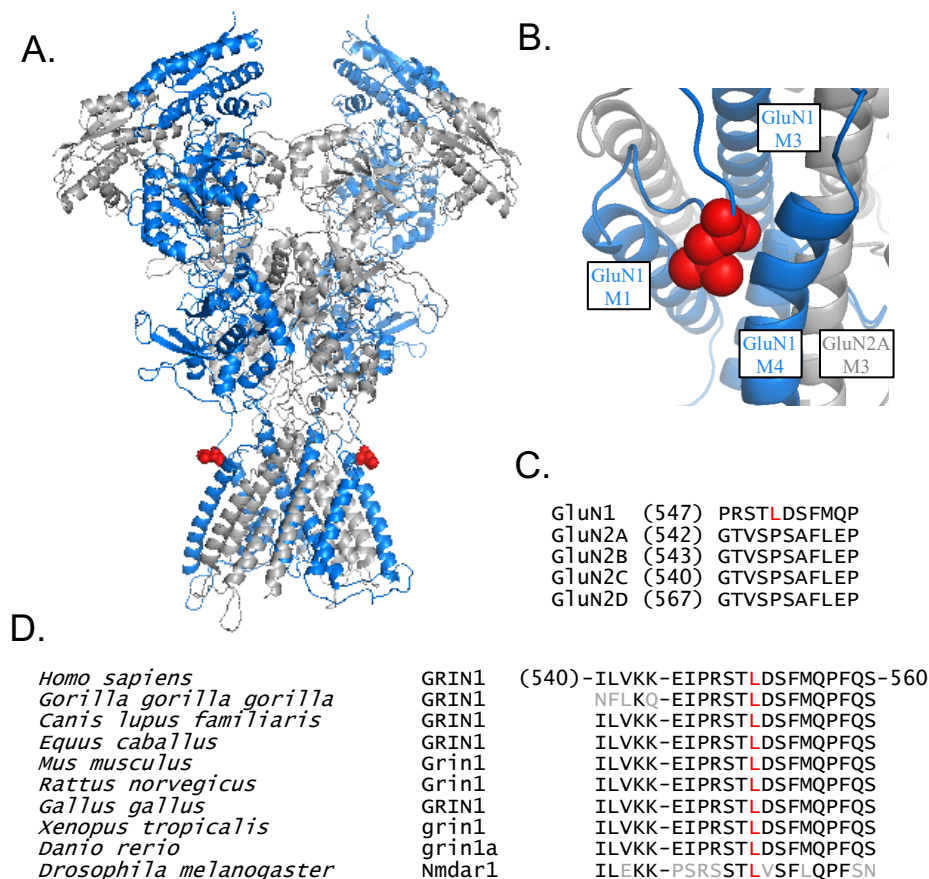 A.
B.
GluN1
M3
GluN1
M1
GluN1
M4
GluN2A
M3
C.
GluN1 (547) PRSTLDSFMQP
GluN2A (542) GTVSPSAFLEP
GluN2B (543) GTVSPSAFLEP
GluN2C (540) GTVSPSAFLEP
GluN2D (567) GTVSPSAFLEP
D.
Homo sapiens GRIN1 (540)-ILVKK-EIPRSTLDSFMQPFQS-560
Gorilla gorilla gorilla GRIN1 NFLKQ-EIPRSTLDSFMQPFQS
Canis lupus familiaris GRIN1 ILVKK-EIPRSTLDSFMQPFQS
Equus caballus GRIN1 ILVKK-EIPRSTLDSFMQPFQS
Mus musculus Grin1 ILVKK-EIPRSTLDSFMQPFQS
Rattus norvegicus Grin1 ILVKK-EIPRSTLDSFMQPFQS
Gallus gallus GRIN1 ILVKK-EIPRSTLDSFMQPFQS
Xenopus tropicalis grin1 ILVKK-EIPRSTLDSFMQPFQS
Danio rerio grin1a ILVKK-EIPRSTLDSFMQPFQS
Drosophila melanogaster Nmdar1 ILEKK-PSRSSTLVSFLQPFSN